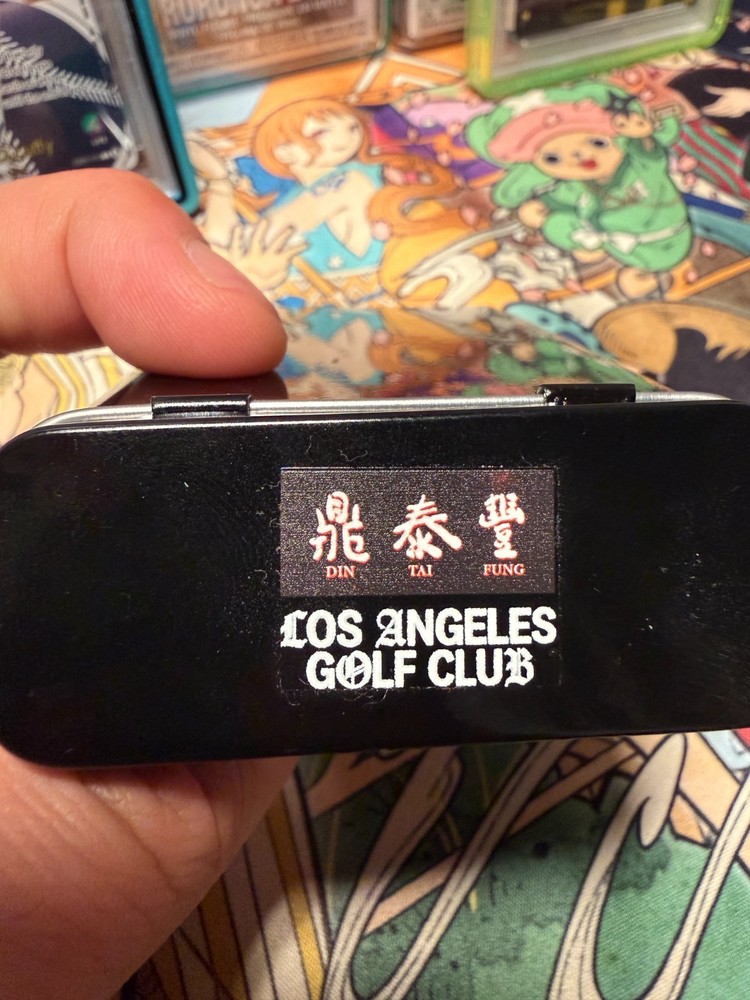 鼎 泰 豐
DIN TAI FUNG
LOS ANGELES
GOLF CLUB